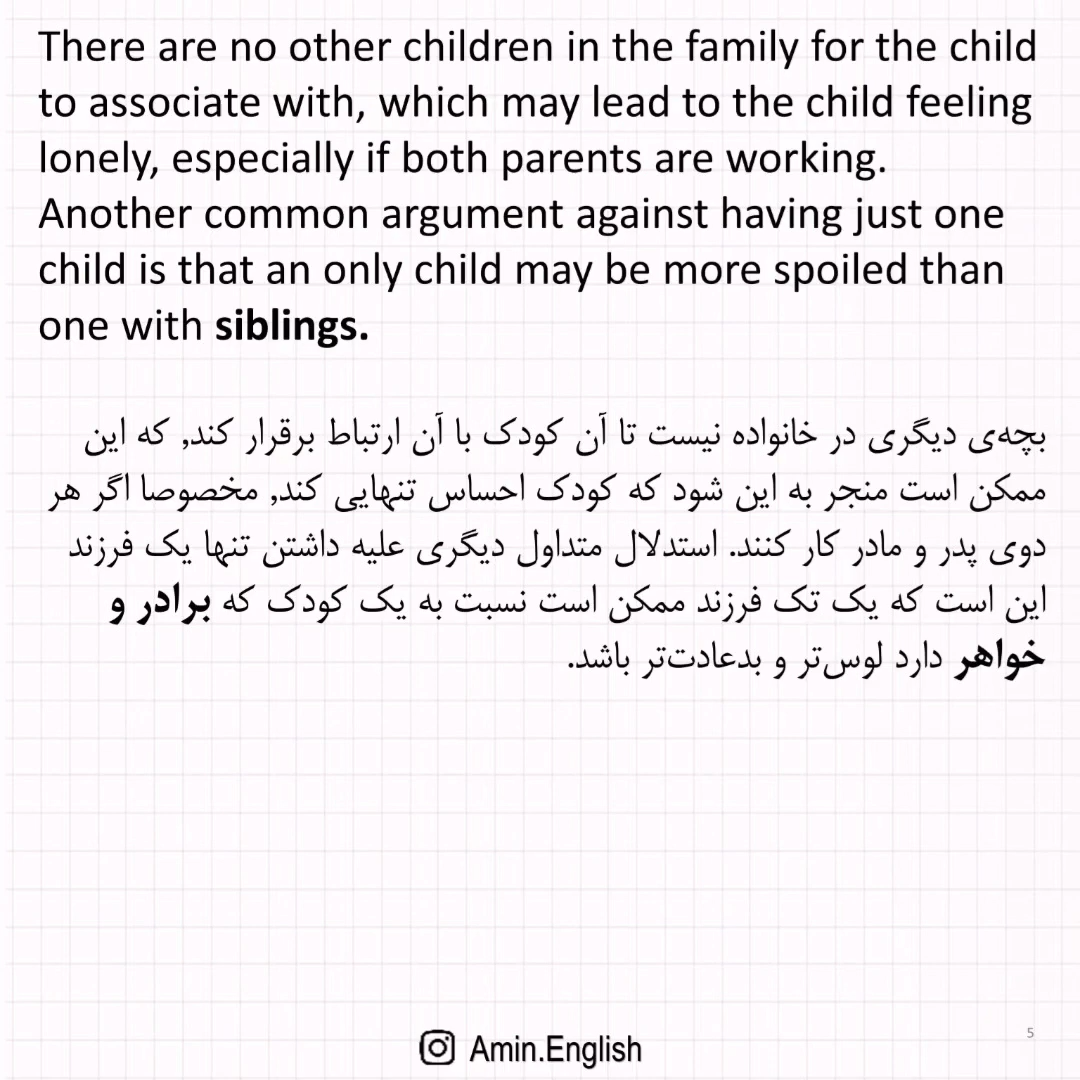 There are no other children in the family for the child
to associate with, which may lead to the child feeling
lonely, especially if both parents are working.
Another common argument against having just one
child is that an only child may be more spoiled than
one with siblings.
بچه‌ی دیگری در خانواده نیست تا آن کودک با آن ارتباط برقرار کند, که این
ممکن است منجر به این شود که کودک احساس تنهایی کند, مخصوصا اگر هر
دوی پدر و مادر کار کنند. استدلال متداول دیگری علیه داشتن تنها یک فرزند
این است که یک تک فرزند ممکن است نسبت به یک کودک که برادر و
خواهر دارد لوس‌تر و بدعادت‌تر باشد.
5
Amin.English